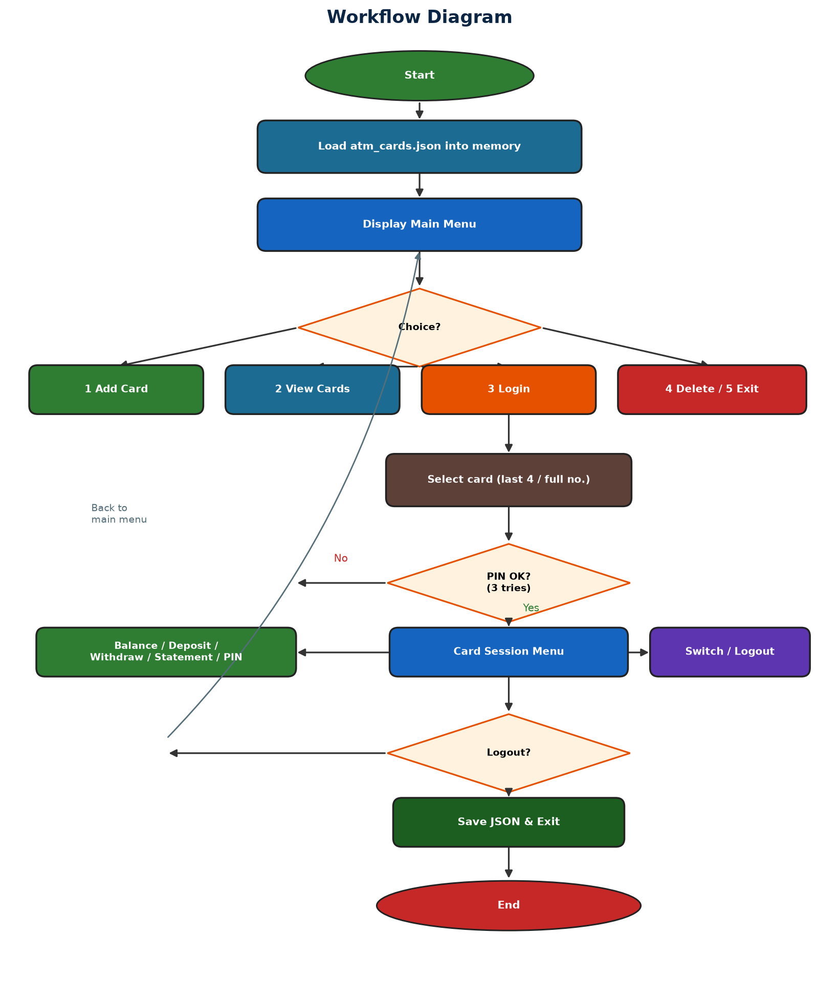 Workflow Diagram
Start
Load atm_cards.json into memory
Display Main Menu
Choice?
1 Add Card
2 View Cards
3 Login
4 Delete / 5 Exit
Select card (last 4 / full no.)
Back to
main menu
No
PIN OK?
(3 tries)
Yes
Balance / Deposit /
Withdraw / Statement / PIN
Card Session Menu
Switch / Logout
Logout?
Save JSON & Exit
End